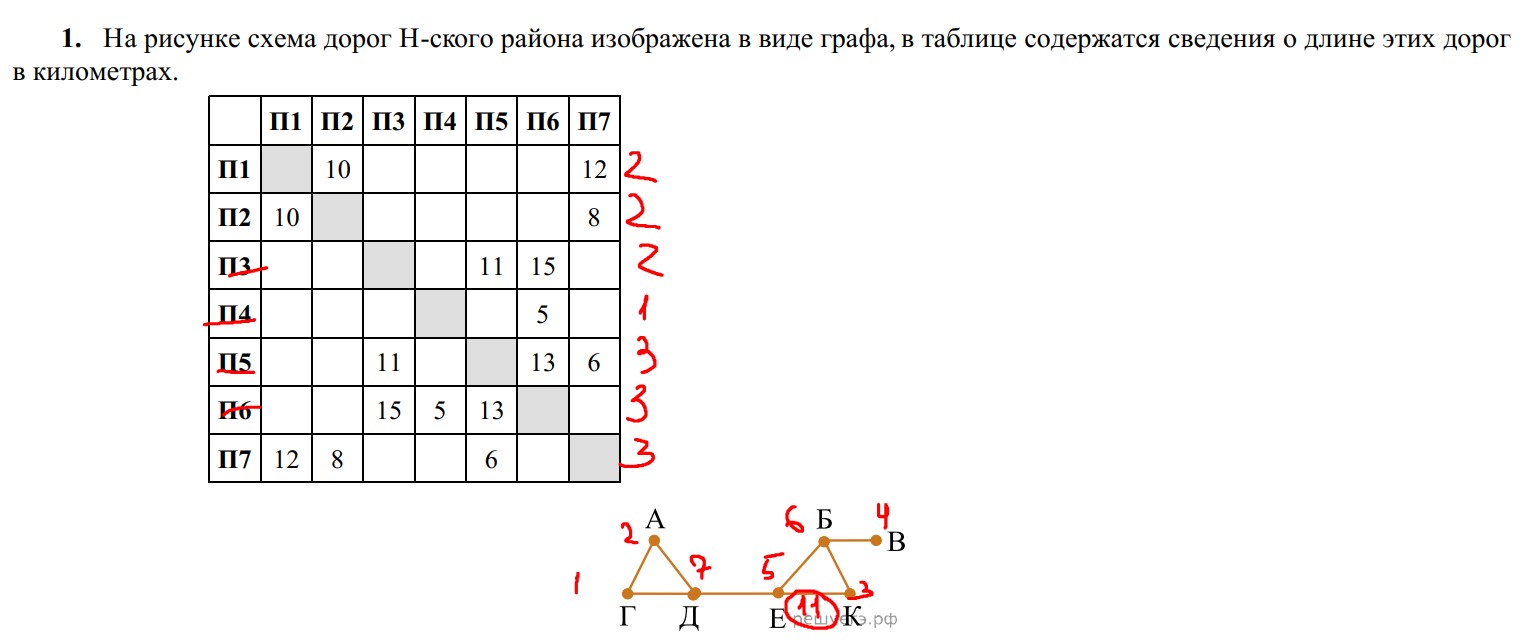 1. На рисунке схема дорог Н-ского района изображена в виде графа, в таблице содержатся сведения о длине этих дорог
в километрах.
П1 П2 П3 П4 П5 П6 П7
П1 10 12 2
П2 10 8 2
П3 11 15 2
П4 5 1
П5 11 13 6 3
П6 15 5 13 3
П7 12 8 6 3
2 А 6 Б 4 В
1 7 5 3
Г Д Е 11 К
решуегэ.рф